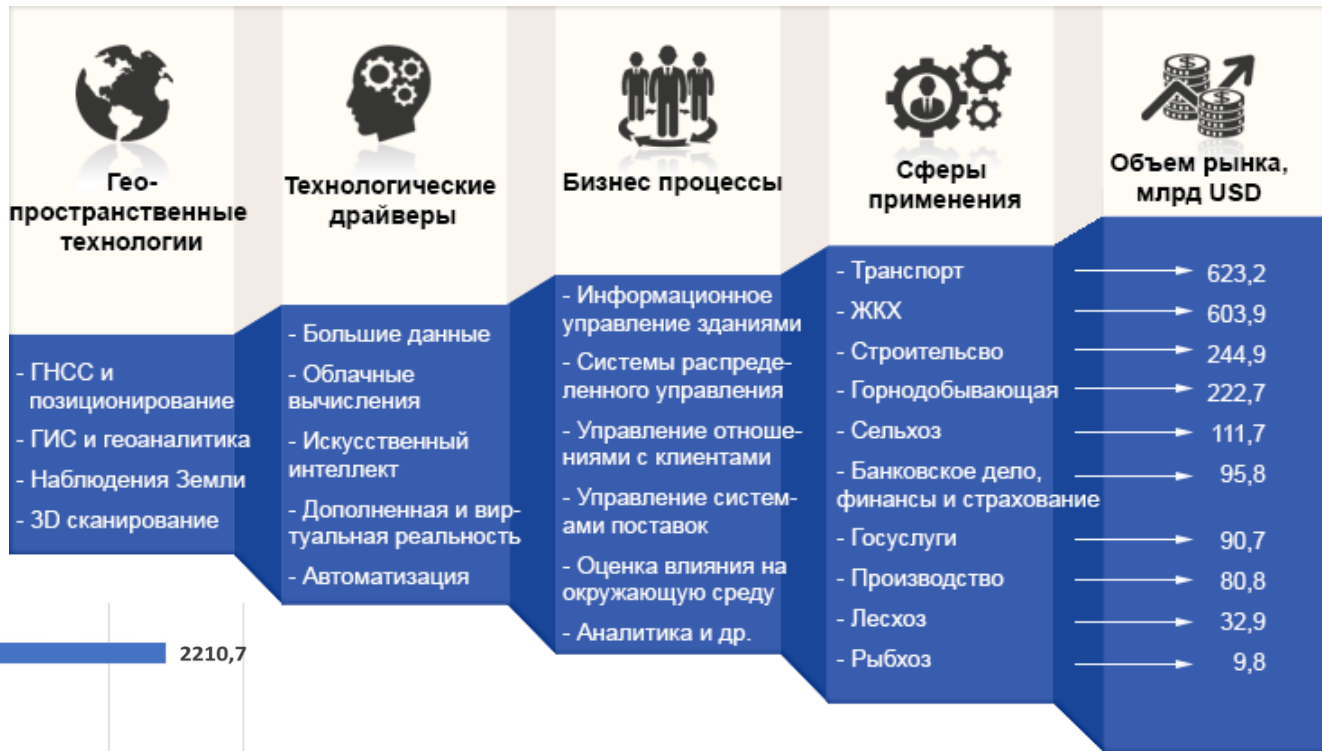 Гео-
пространственные
технологии
- ГНСС и
позиционирование
- ГИС и геоаналитика
- Наблюдения Земли
- 3D сканирование
Технологические
драйверы
- Большие данные
- Облачные
вычисления
- Искусственный
интеллект
- Дополненная и вир-
туальная реальность
- Автоматизация
Бизнес процессы
- Информационное
управление зданиями
- Системы распреде-
ленного управления
- Управление отноше-
ниями с клиентами
- Управление систем-
ами поставок
- Оценка влияния на
окружающую среду
- Аналитика и др.
Сферы
применения
Объем рынка,
млрд USD
- Транспорт 623,2
- ЖКХ 603,9
- Строительсво 244,9
- Горнодобывающая 222,7
- Сельхоз 111,7
- Банковское дело, 95,8
финансы и страхование
- Госуслуги 90,7
- Производство 80,8
- Лесхоз 32,9
- Рыбхоз 9,8
2210,7